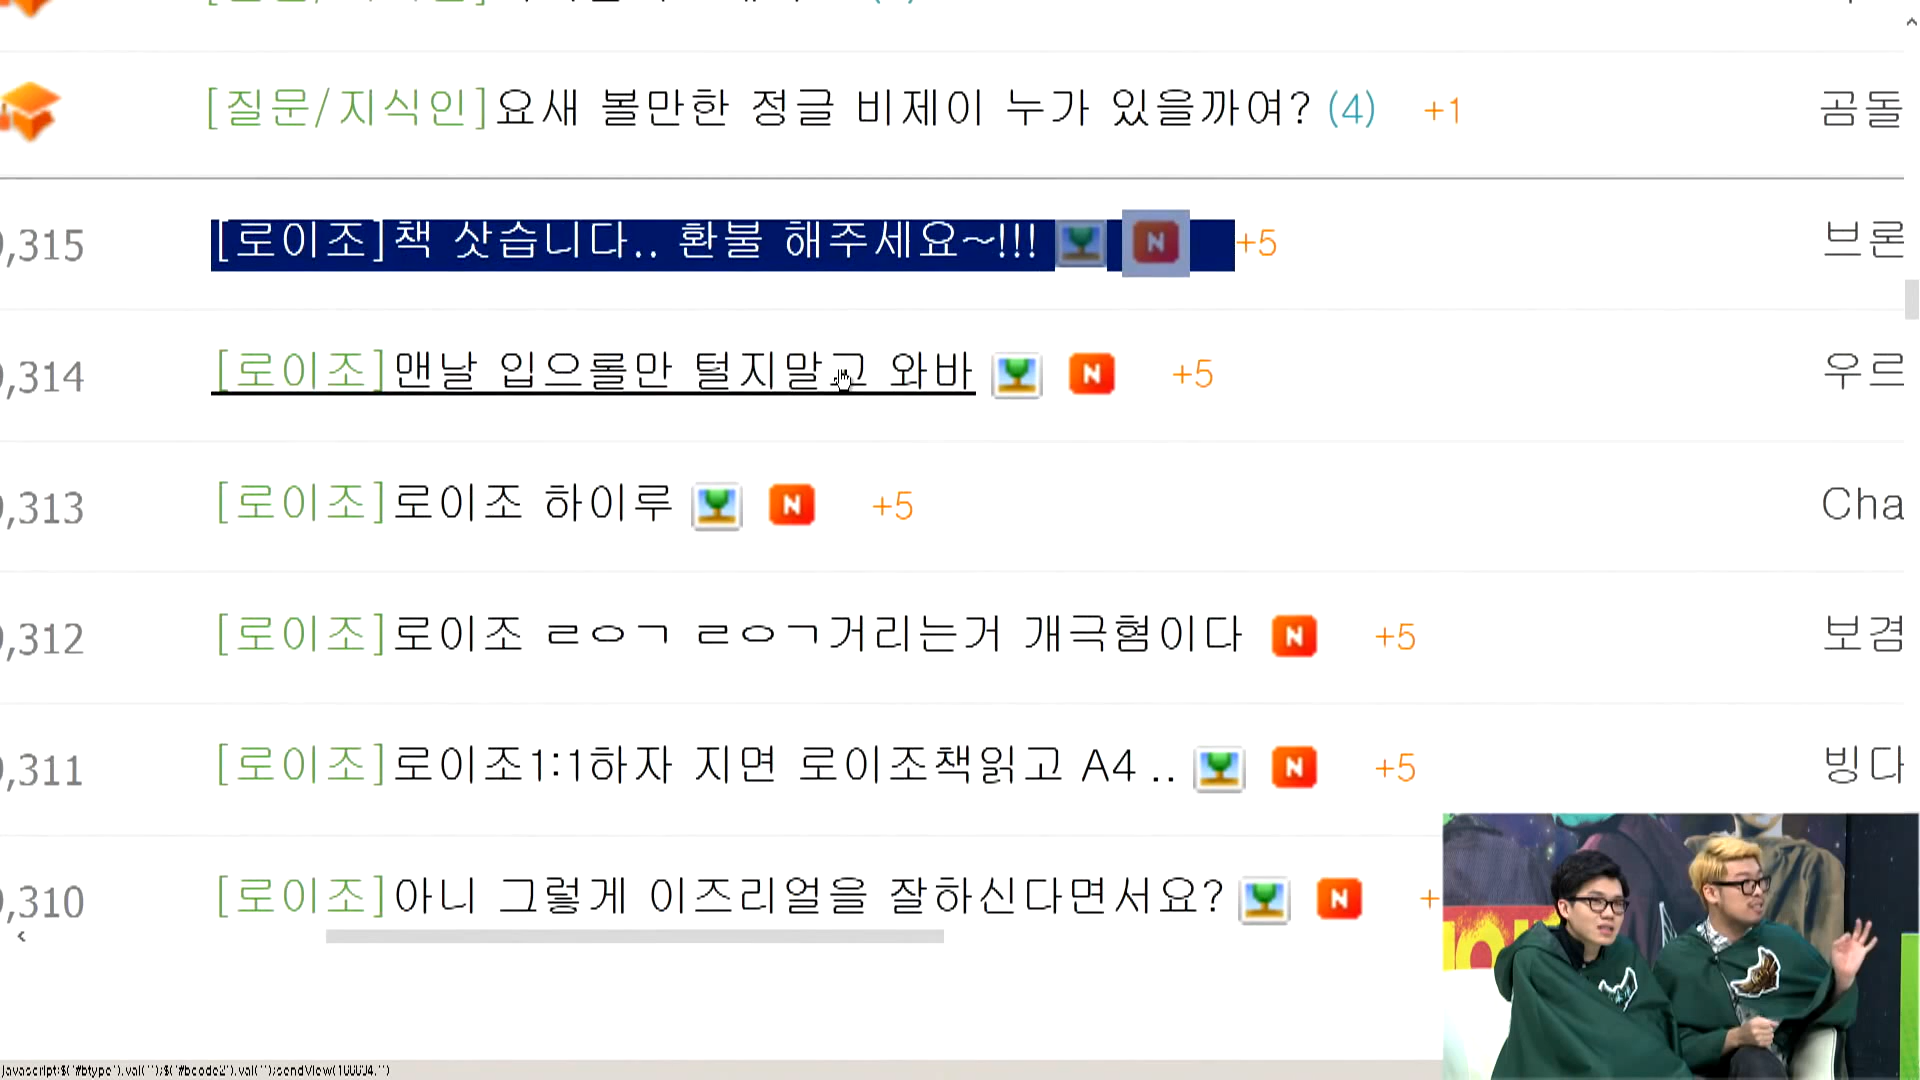 [질문/지식인]요새 볼만한 정글 비제이 누가 있을까여? (4) +1 곰돌
,315 [로이조]책 삿습니다.. 환불 해주세요~!!! N +5 브론
,314 [로이조]맨날 입으롤만 털지말고 와바 N +5 우르
,313 [로이조]로이조 하이루 N +5 Cha
,312 [로이조]로이조 ㄹㅇㄱ ㄹㅇㄱ거리는거 개극혐이다 N +5 보경
,311 [로이조]로이조1:1하자 지면 로이조책읽고 A4 .. N +5 빙다
,310 [로이조]아니 그렇게 이즈리얼을 잘하신다면서요? N +